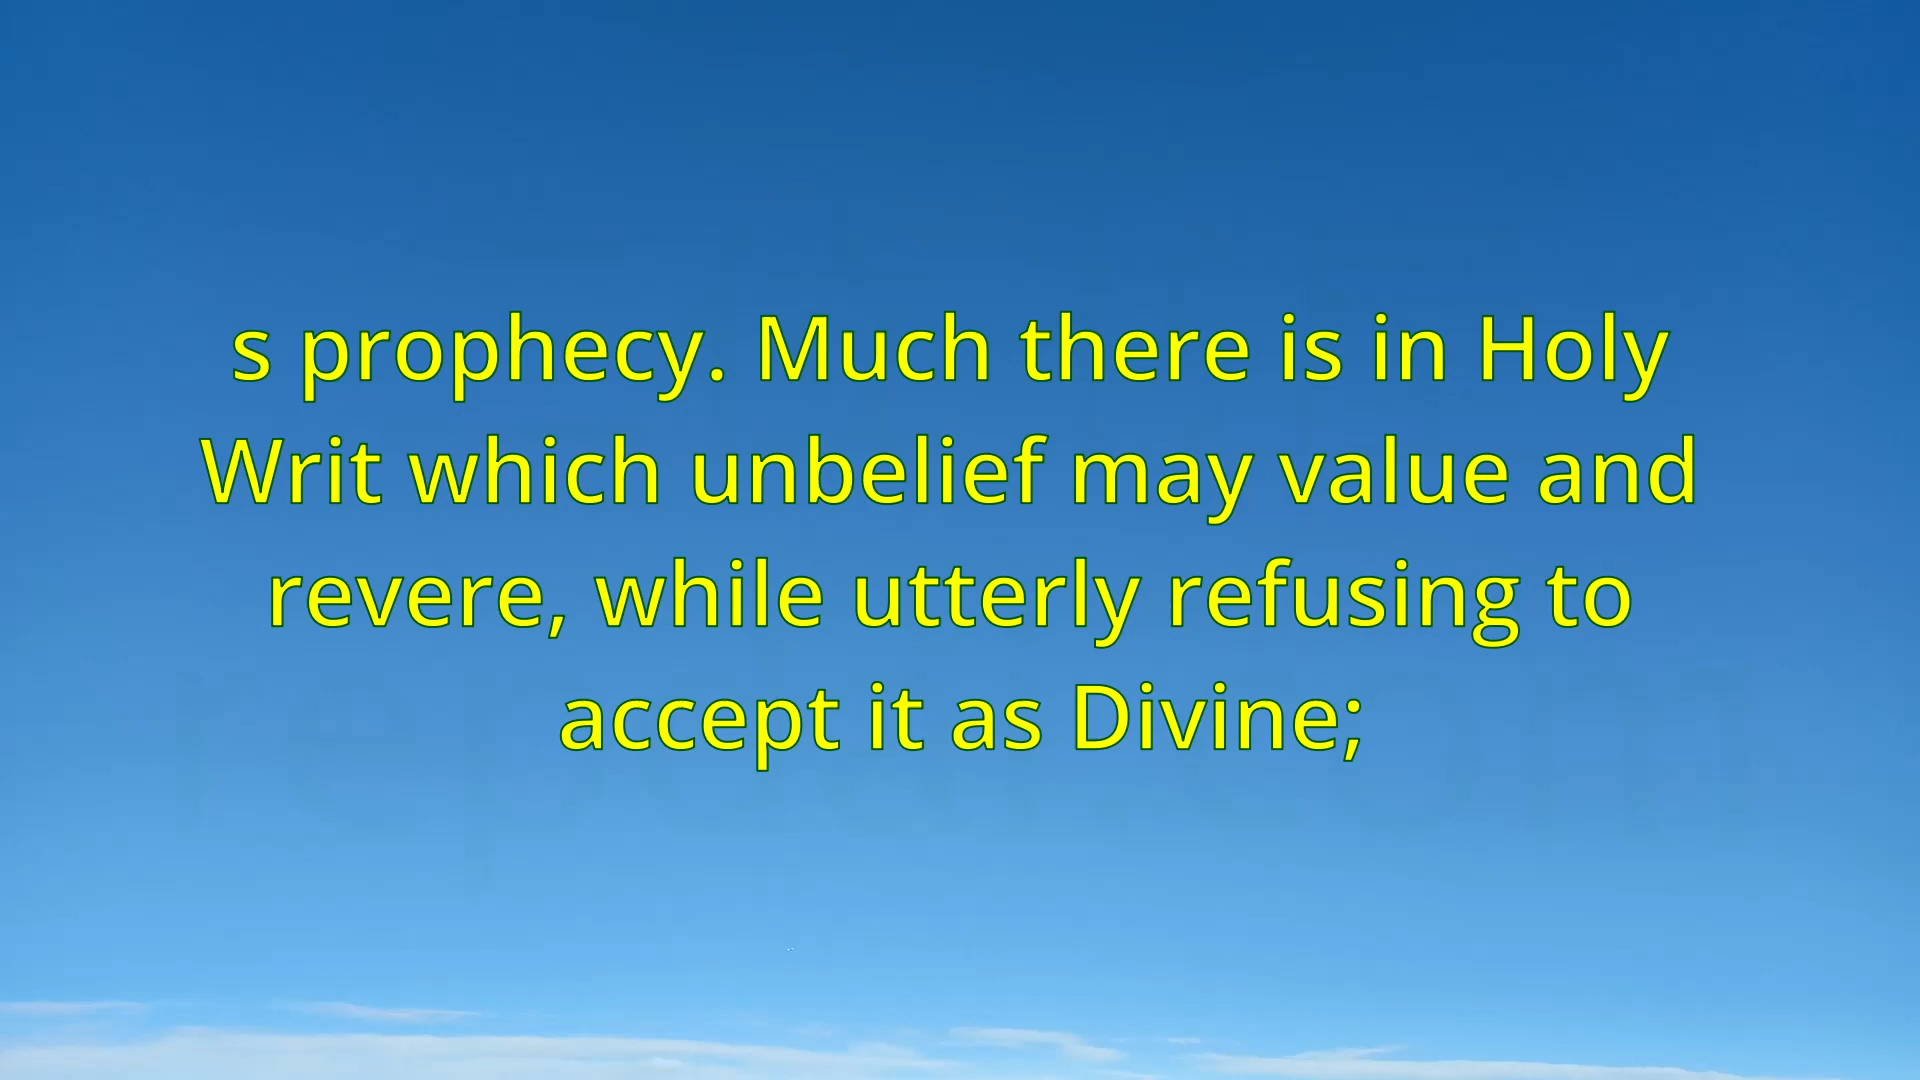 s prophecy. Much there is in Holy
Writ which unbelief may value and
revere, while utterly refusing to
accept it as Divine;